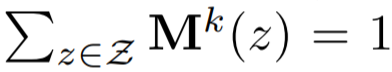 ∑_{z∈𝒵} 𝐌^k(z) = 1